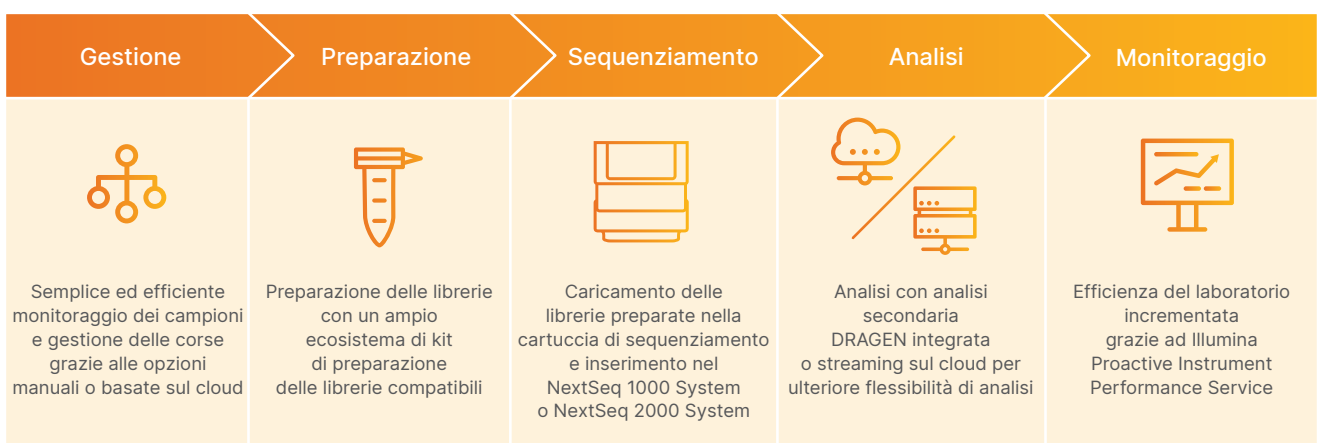 Gestione
Preparazione
Sequenziamento
Analisi
Monitoraggio
Semplice ed efficiente
monitoraggio dei campioni
e gestione delle corse
grazie alle opzioni
manuali o basate sul cloud
Preparazione delle librerie
con un ampio
ecosistema di kit
di preparazione
delle librerie compatibili
Caricamento delle
librerie preparate nella
cartuccia di sequenziamento
e inserimento nel
NextSeq 1000 System
o NextSeq 2000 System
Analisi con analisi
secondaria
DRAGEN integrata
o streaming sul cloud per
ulteriore flessibilità di analisi
Efficienza del laboratorio
incrementata
grazie ad Illumina
Proactive Instrument
Performance Service